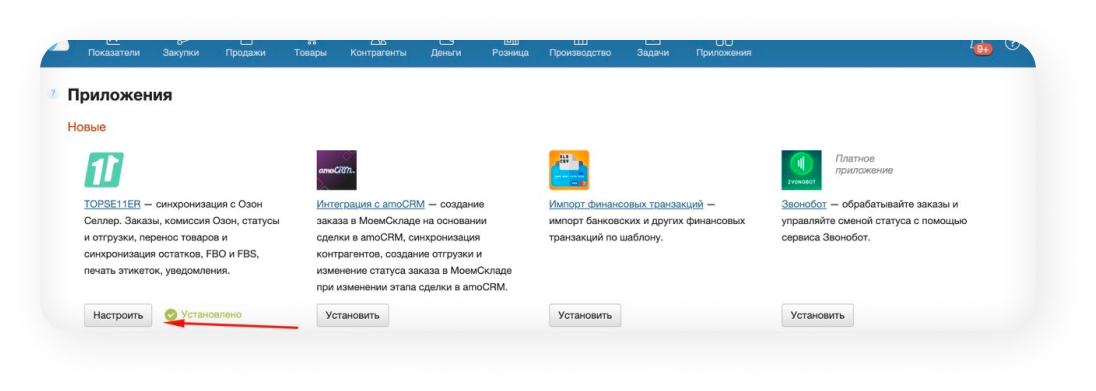 Показатели Закупки Продажи Товары Контрагенты Деньги Розница Производство Задачи Приложения 9+ ?
? Приложения
Новые
TOPSE11ER — синхронизация с Озон
Селлер. Заказы, комиссия Озон, статусы
и отгрузки, перенос товаров и
синхронизация остатков, FBO и FBS,
печать этикеток, уведомления.
Настроить Установлено
amoCRM.
Интеграция с amoCRM — создание
заказа в МоемСкладе на основании
сделки в amoCRM, синхронизация
контрагентов, создание отгрузки и
изменение статуса заказа в МоемСкладе
при изменении этапа сделки в amoCRM.
Установить
XLS
CSV
Импорт финансовых транзакций —
импорт банковских и других финансовых
транзакций по шаблону.
Установить
ZVONOBOT
Платное
приложение
Звонобот — обрабатывайте заказы и
управляйте сменой статуса с помощью
сервиса Звонобот.
Установить